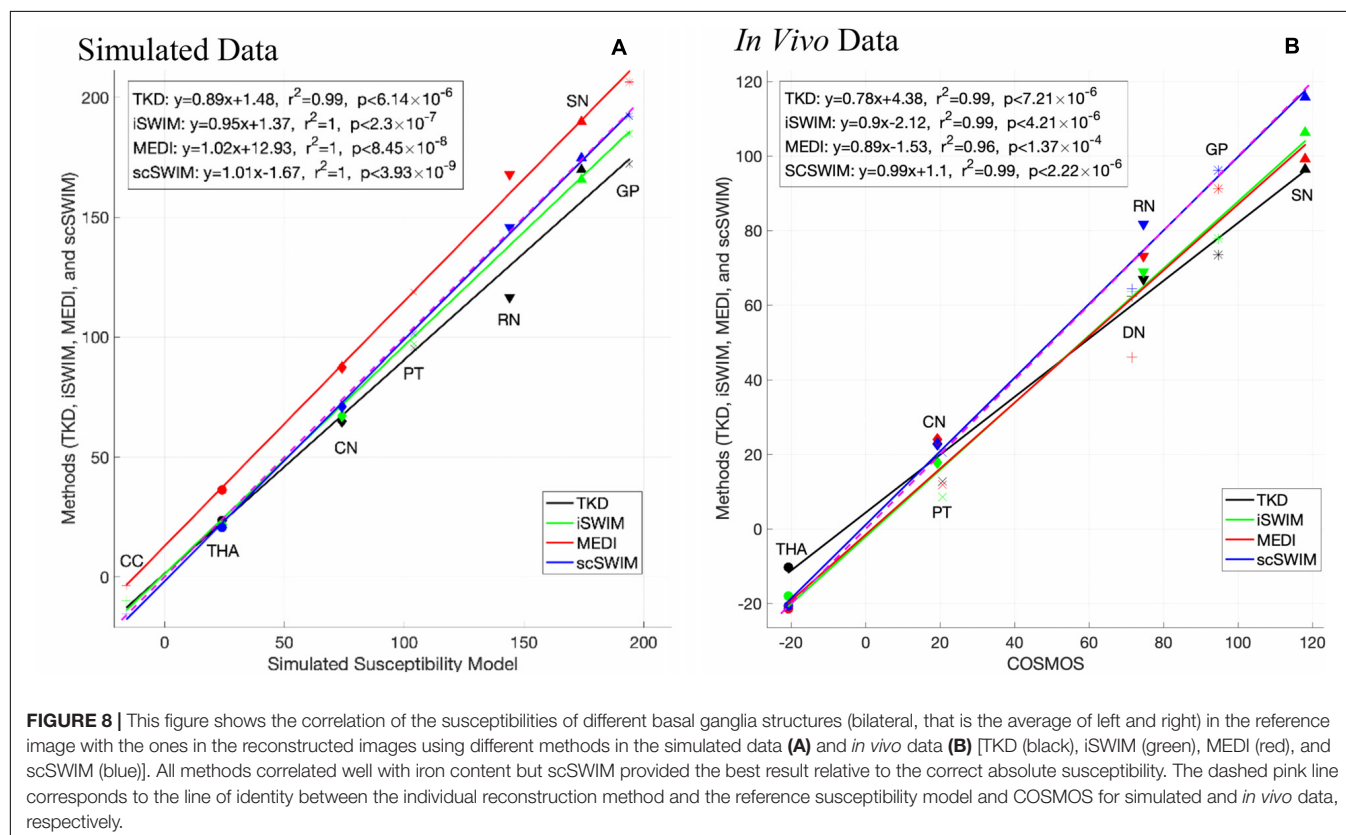 Simulated Data
A
TKD: y=0.89x+1.48, r²=0.99, p<6.14×10⁻⁶
iSWIM: y=0.95x+1.37, r²=1, p<2.3×10⁻⁷
MEDI: y=1.02x+12.93, r²=1, p<8.45×10⁻⁸
scSWIM: y=1.01x-1.67, r²=1, p<3.93×10⁻⁹
Methods (TKD, iSWIM, MEDI, and scSWIM)
200
150
100
50
0
SN
GP
RN
PT
CN
THA
CC
TKD
iSWIM
MEDI
scSWIM
0 50 100 150 200
Simulated Susceptibility Model
In Vivo Data
B
TKD: y=0.78x+4.38, r²=0.99, p<7.21×10⁻⁶
iSWIM: y=0.9x-2.12, r²=0.99, p<4.21×10⁻⁶
MEDI: y=0.89x-1.53, r²=0.96, p<1.37×10⁻⁴
SCSWIM: y=0.99x+1.1, r²=0.99, p<2.22×10⁻⁶
Methods (TKD, iSWIM, MEDI, and scSWIM)
120
100
80
60
40
20
0
-20
GP
SN
RN
DN
CN
PT
THA
TKD
iSWIM
MEDI
scSWIM
-20 0 20 40 60 80 100 120
COSMOS
FIGURE 8 | This figure shows the correlation of the susceptibilities of different basal ganglia structures (bilateral, that is the average of left and right) in the reference
image with the ones in the reconstructed images using different methods in the simulated data (A) and in vivo data (B) [TKD (black), iSWIM (green), MEDI (red), and
scSWIM (blue)]. All methods correlated well with iron content but scSWIM provided the best result relative to the correct absolute susceptibility. The dashed pink line
corresponds to the line of identity between the individual reconstruction method and the reference susceptibility model and COSMOS for simulated and in vivo data,
respectively.